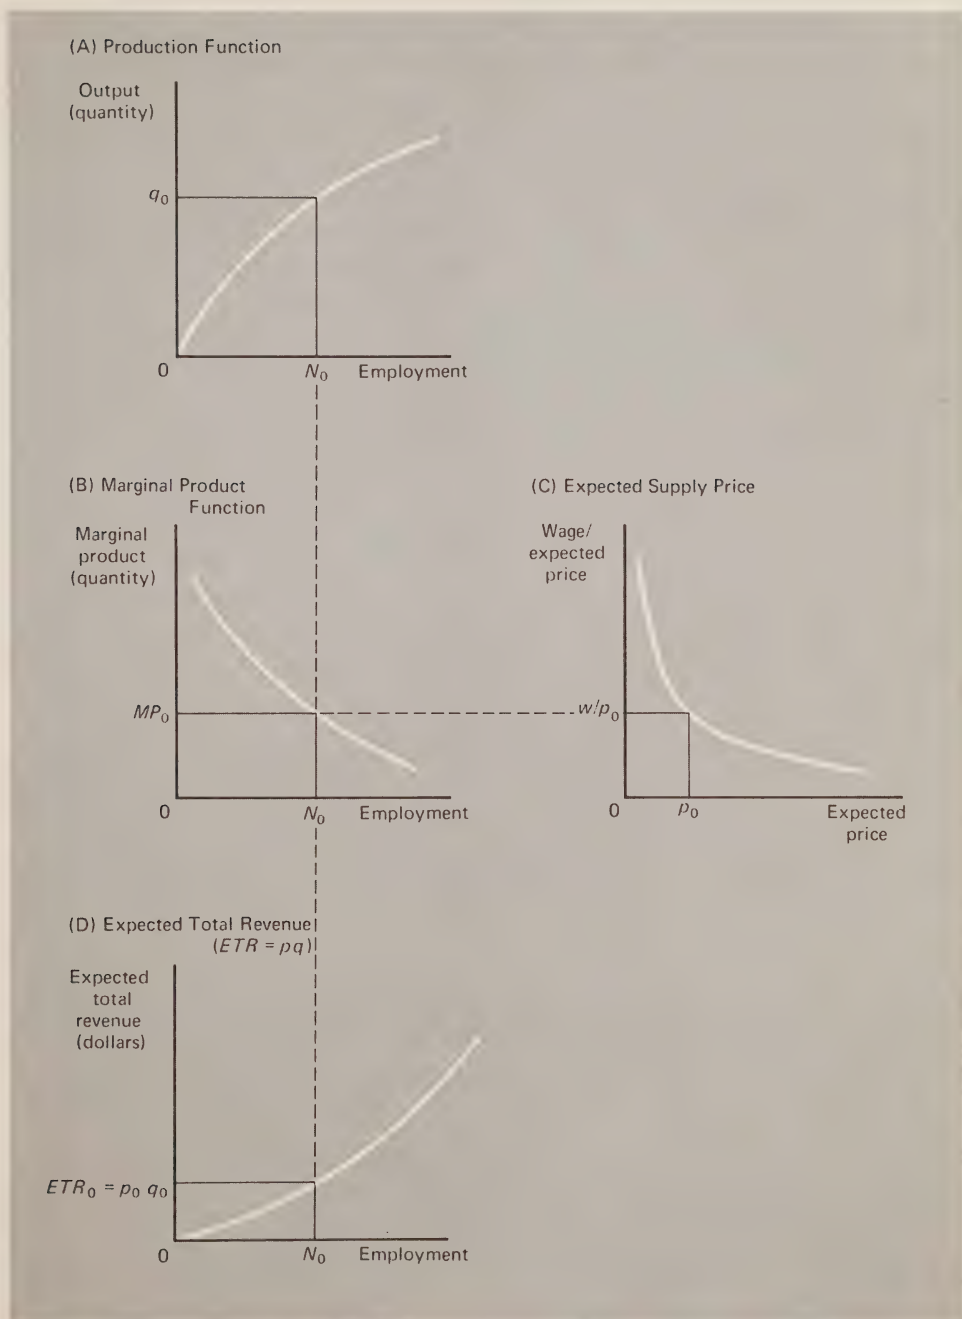 (A) Production Function
Output
(quantity)
q₀
0
N₀
Employment
(B) Marginal Product
Function
Marginal
product
(quantity)
MP₀
0
N₀
Employment
(C) Expected Supply Price
Wage/
expected
price
w/p₀
0
p₀
Expected
price
(D) Expected Total Revenue
(ETR = pq)
Expected
total
revenue
(dollars)
ETR₀ = p₀ q₀
0
N₀
Employment